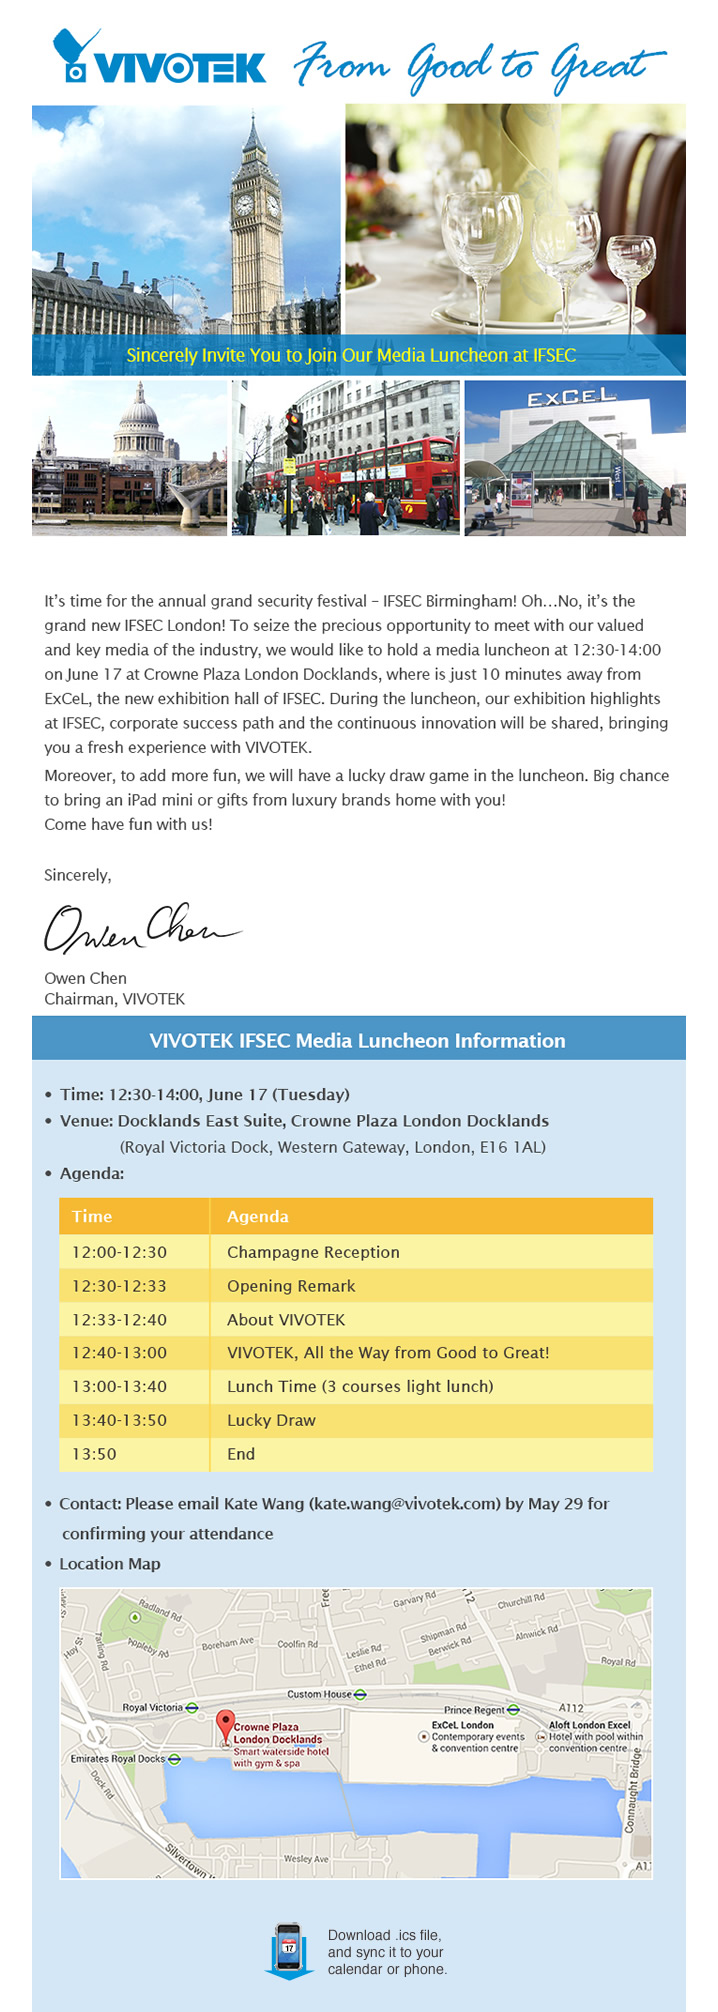 VIVOTEK From Good to Great
Sincerely Invite You to Join Our Media Luncheon at IFSEC
ExCeL
West
It's time for the annual grand security festival – IFSEC Birmingham! Oh...No, it's the
grand new IFSEC London! To seize the precious opportunity to meet with our valued
and key media of the industry, we would like to hold a media luncheon at 12:30-14:00
on June 17 at Crowne Plaza London Docklands, where is just 10 minutes away from
ExCeL, the new exhibition hall of IFSEC. During the luncheon, our exhibition highlights
at IFSEC, corporate success path and the continuous innovation will be shared, bringing
you a fresh experience with VIVOTEK.
Moreover, to add more fun, we will have a lucky draw game in the luncheon. Big chance
to bring an iPad mini or gifts from luxury brands home with you!
Come have fun with us!
Sincerely,
Owen Chen
Owen Chen
Chairman, VIVOTEK
VIVOTEK IFSEC Media Luncheon Information
• Time: 12:30-14:00, June 17 (Tuesday)
• Venue: Docklands East Suite, Crowne Plaza London Docklands
(Royal Victoria Dock, Western Gateway, London, E16 1AL)
• Agenda:
Time Agenda
12:00-12:30 Champagne Reception
12:30-12:33 Opening Remark
12:33-12:40 About VIVOTEK
12:40-13:00 VIVOTEK, All the Way from Good to Great!
13:00-13:40 Lunch Time (3 courses light lunch)
13:40-13:50 Lucky Draw
13:50 End
• Contact: Please email Kate Wang (kate.wang@vivotek.com) by May 29 for
confirming your attendance
• Location Map
Radland Rd
Garvary Rd
Churchill Rd
Free
Hoy St
Tarling Rd
Appleby Rd
Boreham Ave
Coolfin Rd
Shipman Rd
Alnwick Rd
Leslie Rd
Berwick Rd
Ethel Rd
Royal Rd
Custom House
Royal Victoria
Prince Regent
A112
Crowne Plaza
London Docklands
Smart waterside hotel
with gym & spa
ExCeL London
Contemporary events
& convention centre
Aloft London Excel
Hotel with pool within
convention centre
Emirates Royal Docks
Dock Rd
Connaught Bridge
Silvertown
Wesley Ave
A11
17
Download .ics file,
and sync it to your
calendar or phone.